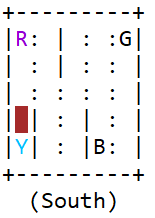 +---------+
|R: | : :G|
| : | : : |
| : : : : |
| | : | : |
|Y| : |B: |
+---------+
(South)